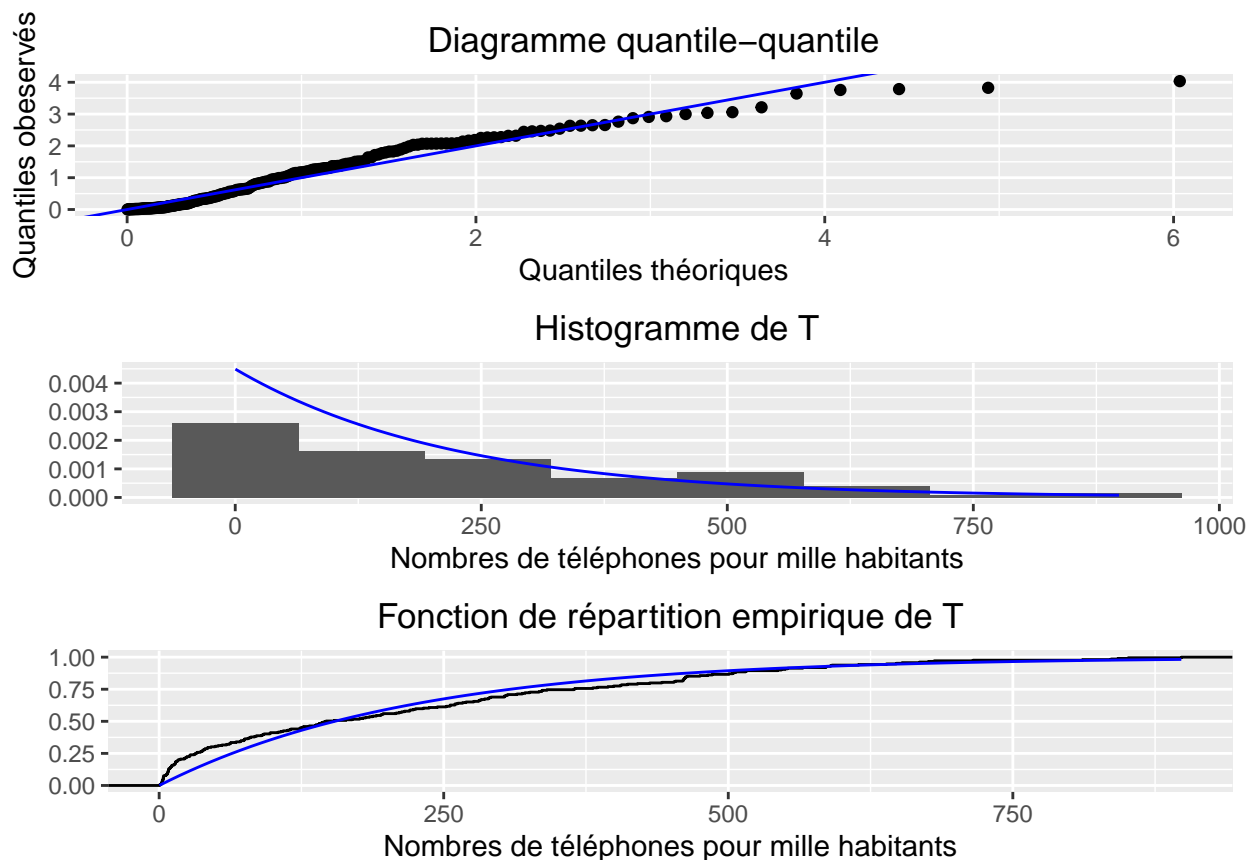 Diagramme quantile−quantile
Quantiles obeservés
4
3
2
1
0
0 2 4 6
Quantiles théoriques
Histogramme de T
0.004
0.003
0.002
0.001
0.000
0 250 500 750 1000
Nombres de téléphones pour mille habitants
Fonction de répartition empirique de T
1.00
0.75
0.50
0.25
0.00
0 250 500 750
Nombres de téléphones pour mille habitants